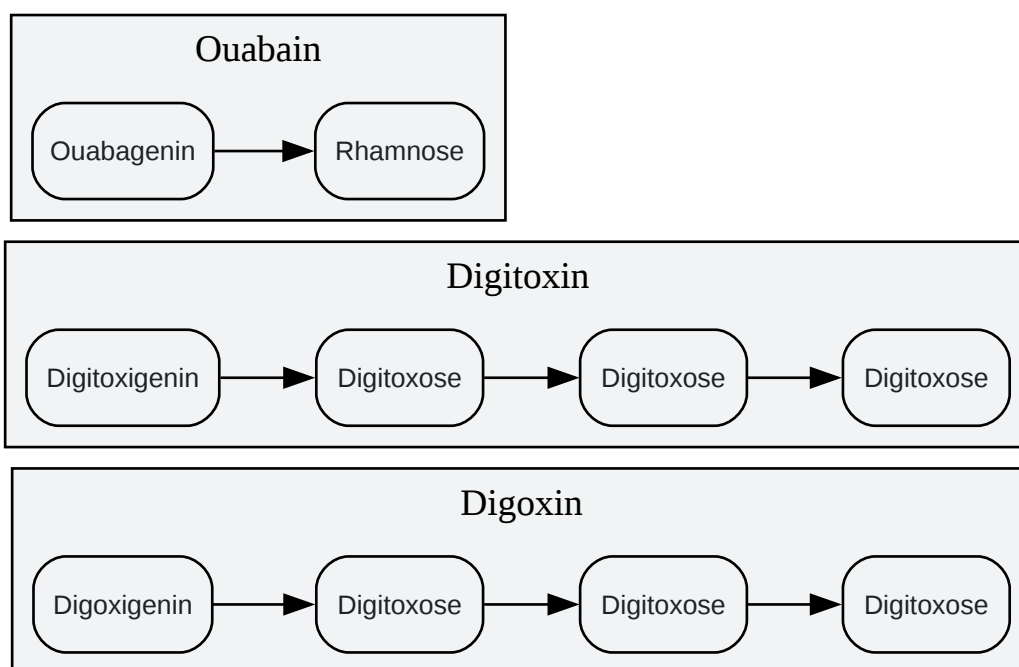 Ouabain
Ouabagenin Rhamnose
Digitoxin
Digitoxigenin Digitoxose Digitoxose Digitoxose
Digoxin
Digoxigenin Digitoxose Digitoxose Digitoxose